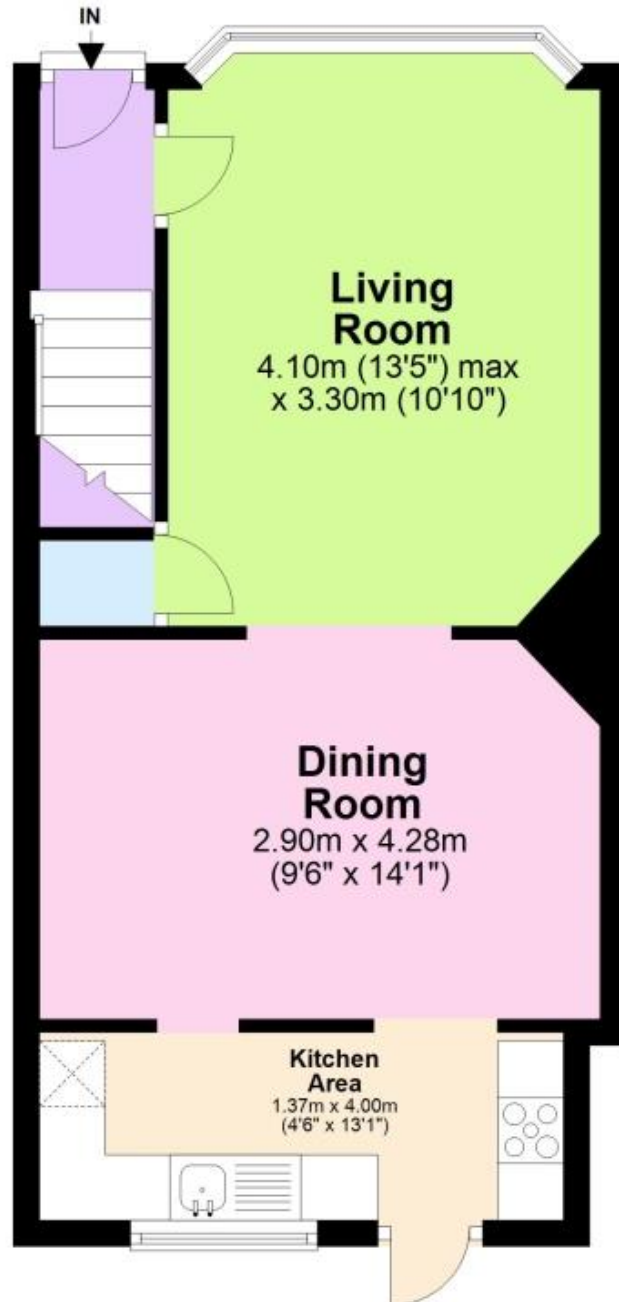 IN
Living
Room
4.10m (13'5") max
x 3.30m (10'10")
Dining
Room
2.90m x 4.28m
(9'6" x 14'1")
Kitchen
Area
1.37m x 4.00m
(4'6" x 13'1")